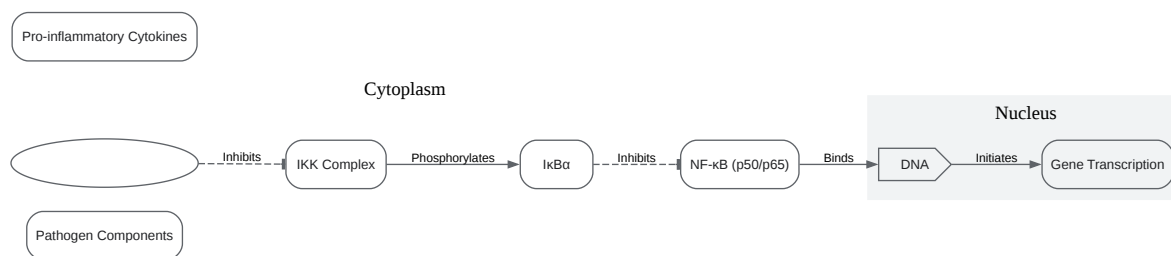 Pro-inflammatory Cytokines
Cytoplasm
Nucleus
Inhibits
IKK Complex
Phosphorylates
IκBα
Inhibits
NF-κB (p50/p65)
Binds
DNA
Initiates
Gene Transcription
Pathogen Components